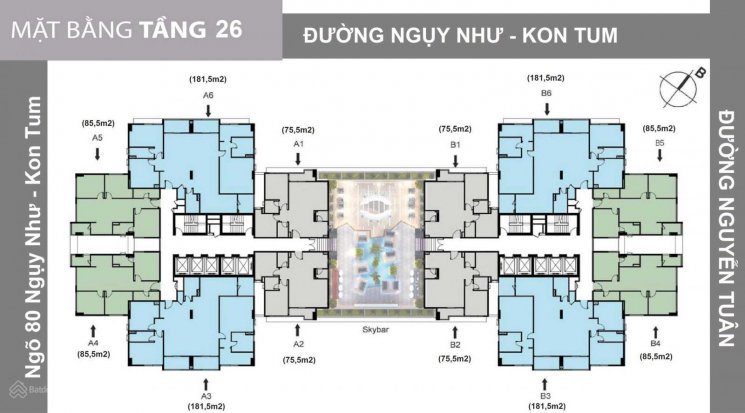 MẶT BẰNG TẦNG 26
ĐƯỜNG NGỤY NHƯ - KON TUM
Ngõ 80 Ngụy Như - Kon Tum
ĐƯỜNG NGUYỄN TUÂN
B
(181,5m2)
A6
(181,5m2)
B6
(85,5m2)
A5
(75,5m2)
A1
(75,5m2)
B1
(85,5m2)
B5
Skybar
A4
(85,5m2)
A2
(75,5m2)
B2
(75,5m2)
B4
(85,5m2)
A3
(181,5m2)
B3
(181,5m2)